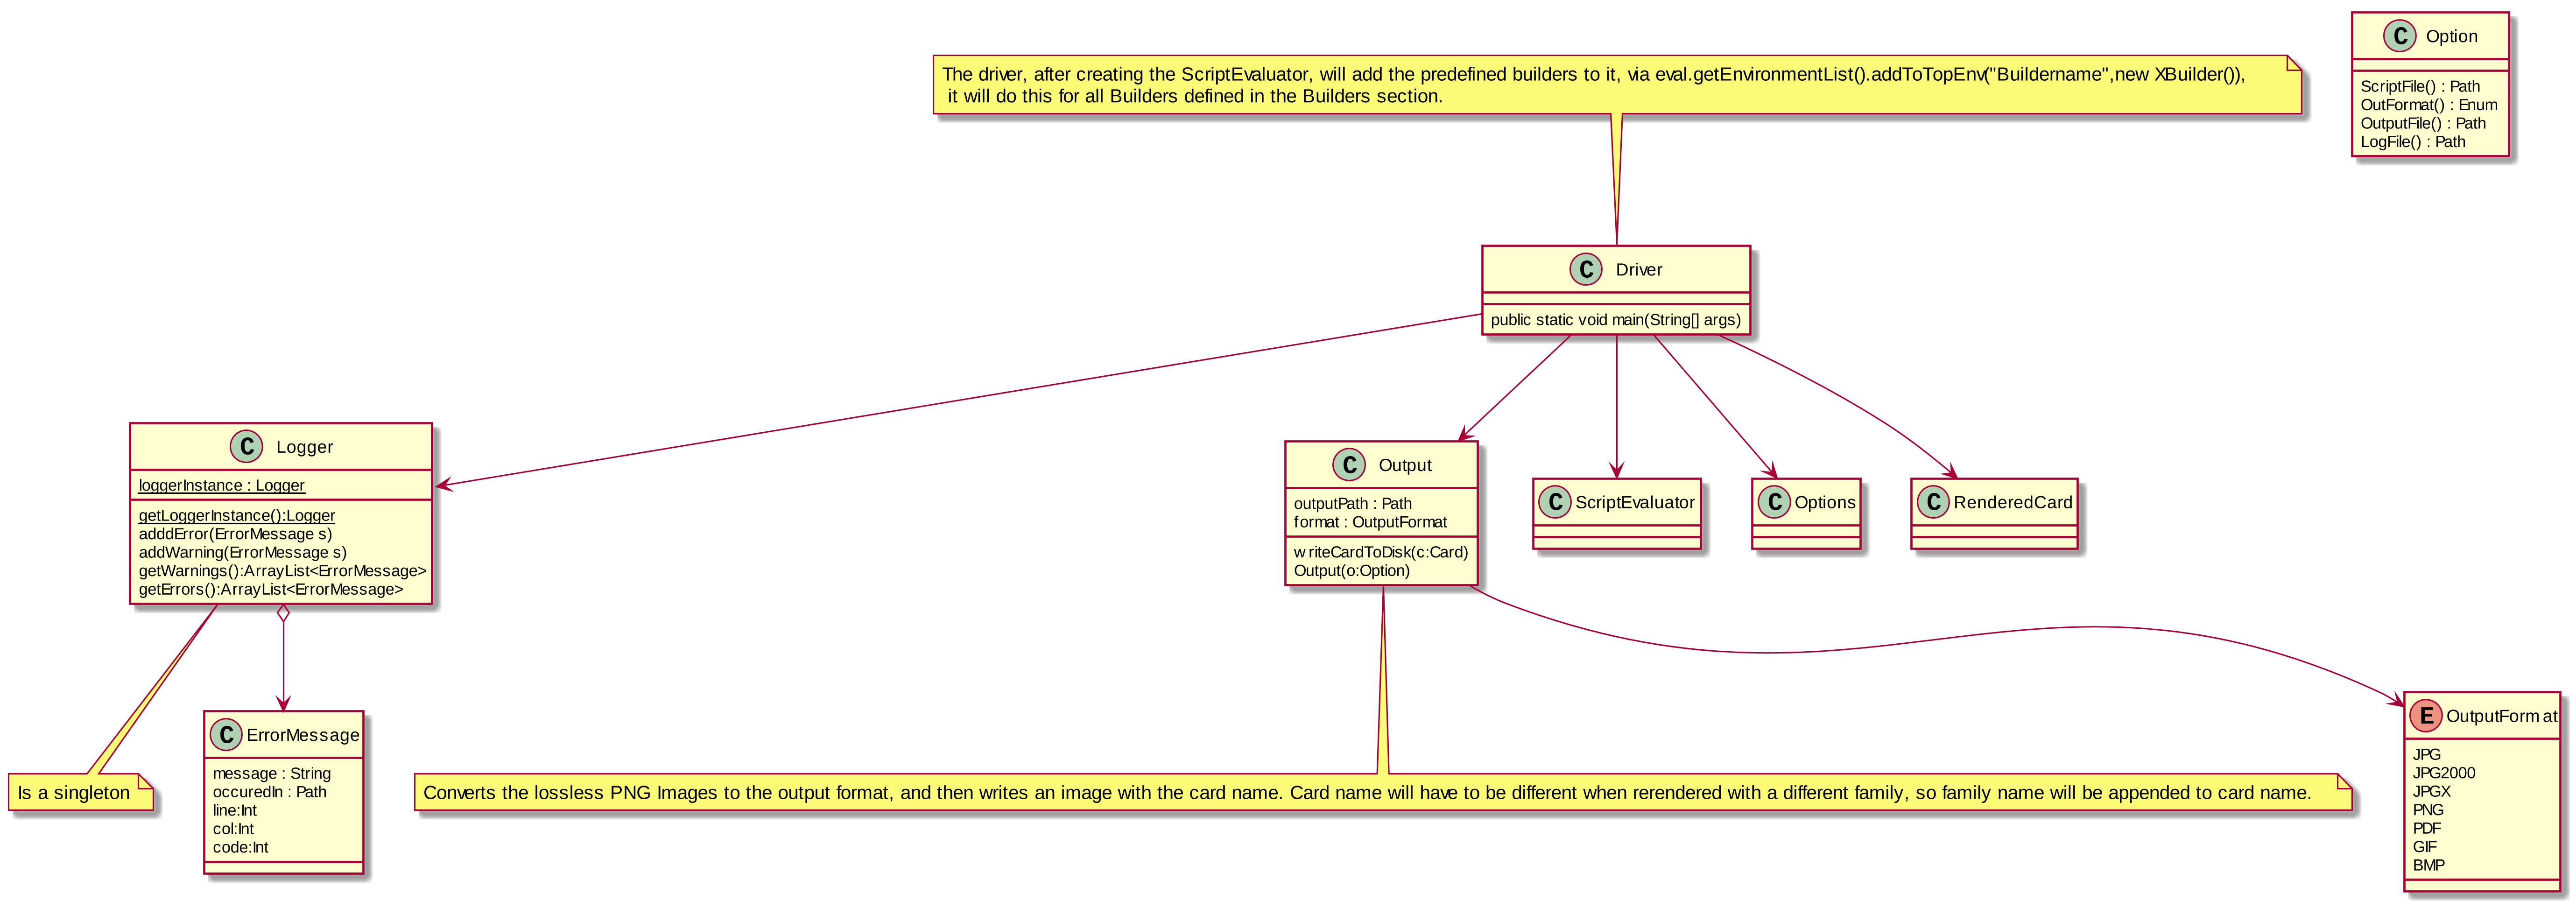 The driver, after creating the ScriptEvaluator, will add the predefined builders to it, via eval.getEnvironmentList().addToTopEnv("Buildername",new XBuilder()),
it will do this for all Builders defined in the Builders section.
C Option
ScriptFile() : Path
OutFormat() : Enum
OutputFile() : Path
LogFile() : Path
C Driver
public static void main(String[] args)
C Logger
loggerInstance : Logger
getLoggerInstance():Logger
adddError(ErrorMessage s)
addWarning(ErrorMessage s)
getWarnings():ArrayList<ErrorMessage>
getErrors():ArrayList<ErrorMessage>
C Output
outputPath : Path
format : OutputFormat
writeCardToDisk(c:Card)
Output(o:Option)
C ScriptEvaluator
C Options
C RenderedCard
Is a singleton
C ErrorMessage
message : String
occuredIn : Path
line:Int
col:Int
code:Int
Converts the lossless PNG Images to the output format, and then writes an image with the card name. Card name will have to be different when rerendered with a different family, so family name will be appended to card name.
E OutputFormat
JPG
JPG2000
JPGX
PNG
PDF
GIF
BMP